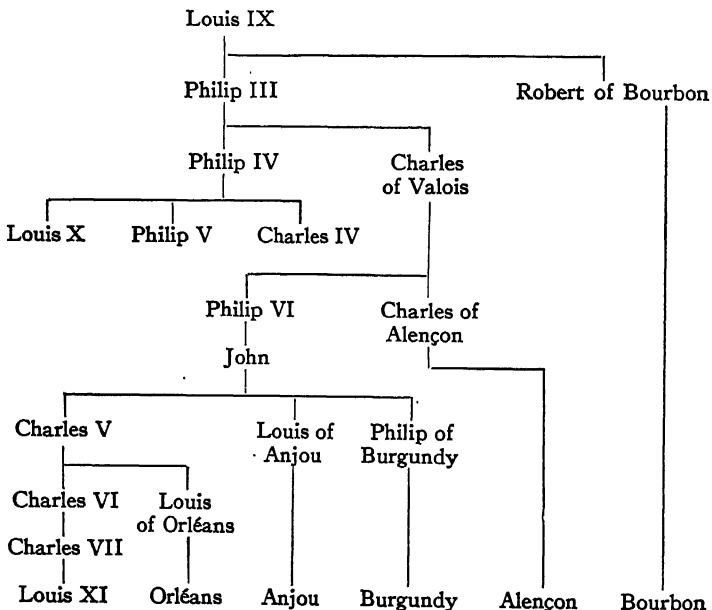 Louis IX
Philip III
Robert of Bourbon
Philip IV
Charles
of Valois
Louis X
Philip V
Charles IV
Philip VI
Charles of
Alençon
John
Charles V
Louis of
Anjou
Philip of
Burgundy
Charles VI
Louis
of Orléans
Charles VII
Louis XI
Orléans
Anjou
Burgundy
Alençon
Bourbon